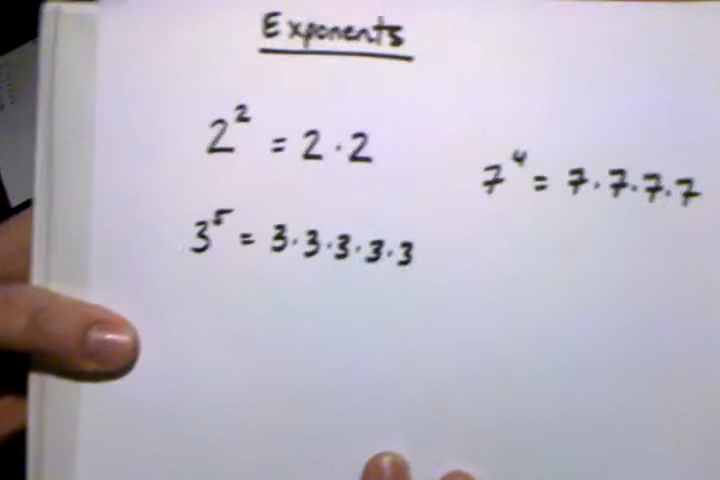 Exponents
2² = 2 · 2
7⁴ = 7 · 7 · 7 · 7
3⁵ = 3 · 3 · 3 · 3 · 3